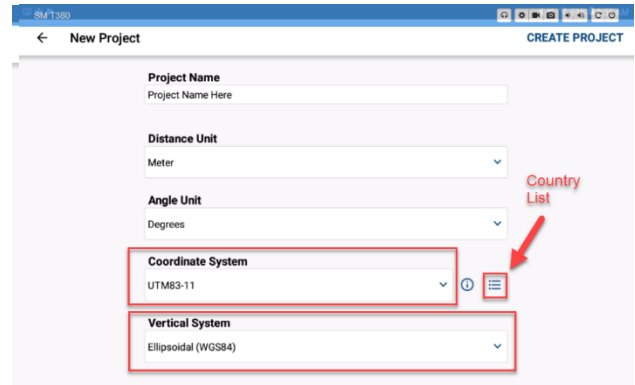 SM T380
New Project
CREATE PROJECT
Project Name
Project Name Here
Distance Unit
Meter
Angle Unit
Degrees
Country
List
Coordinate System
UTM83-11
Vertical System
Ellipsoidal (WGS84)